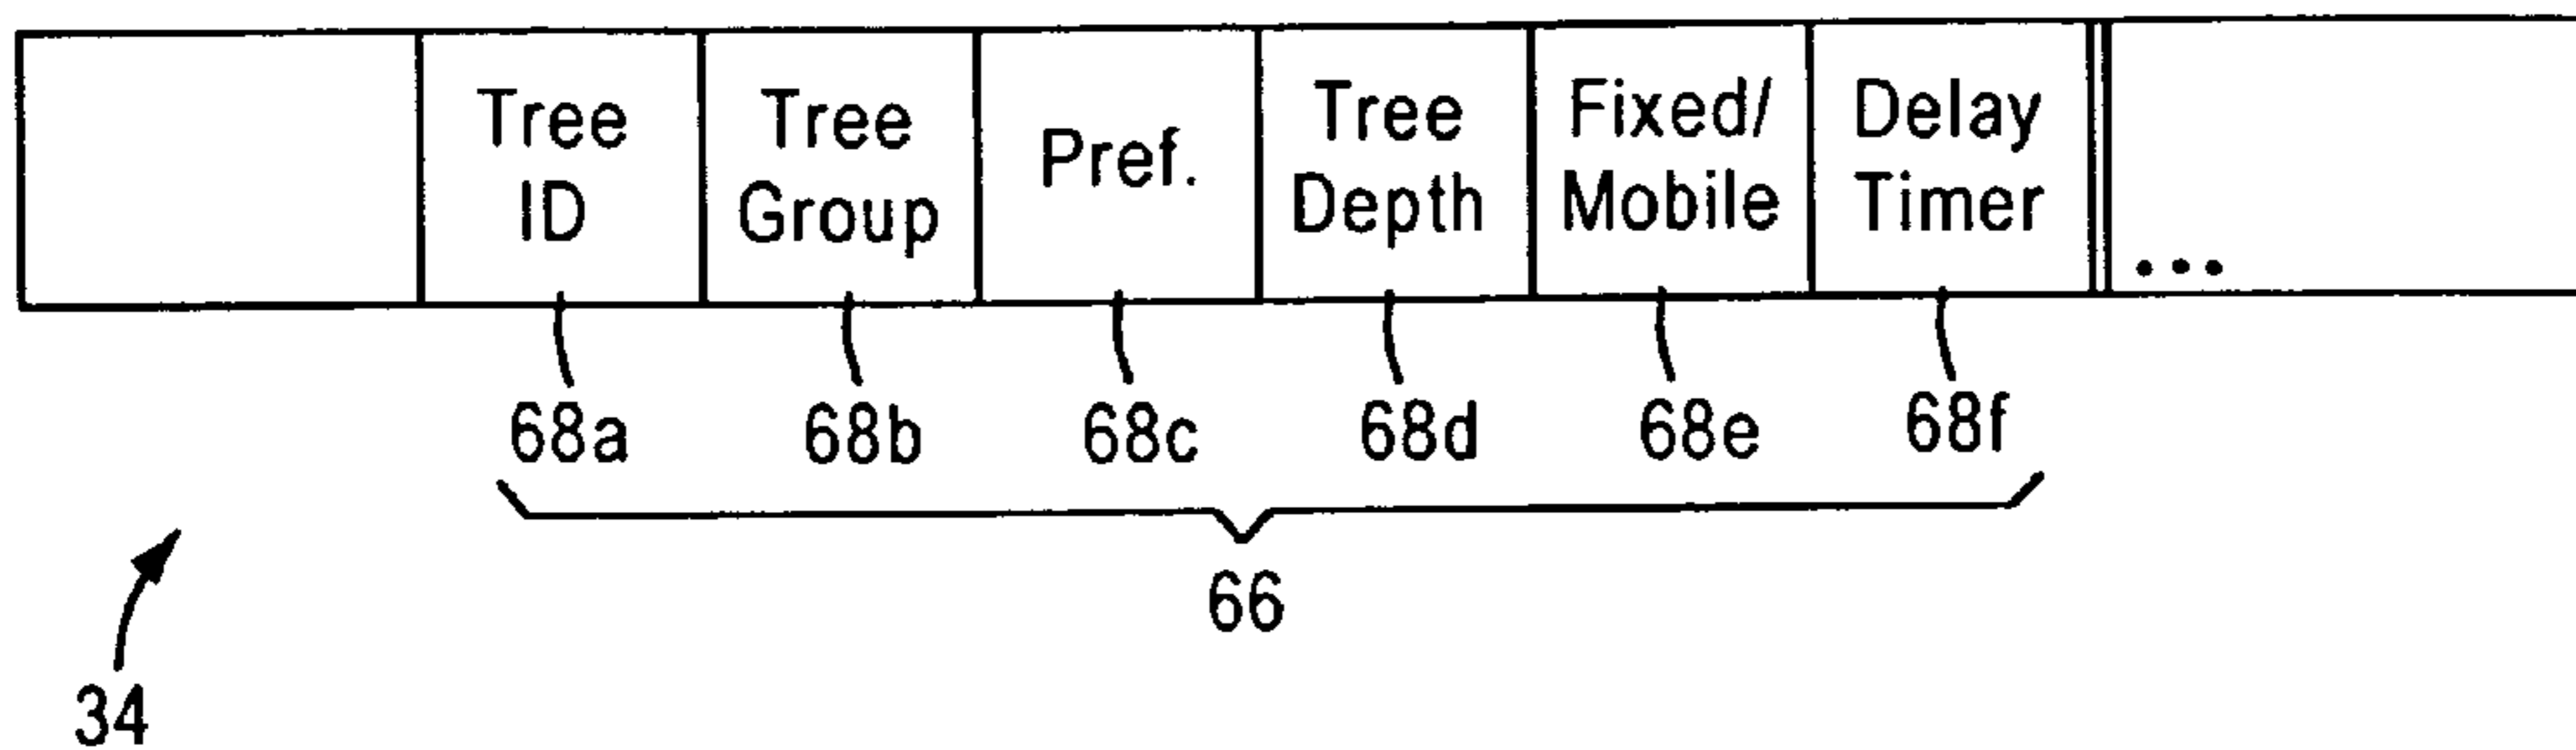 Tree ID
Tree Group
Pref.
Tree Depth
Fixed/ Mobile
Delay Timer
...
68a 68b 68c 68d 68e 68f
66
34